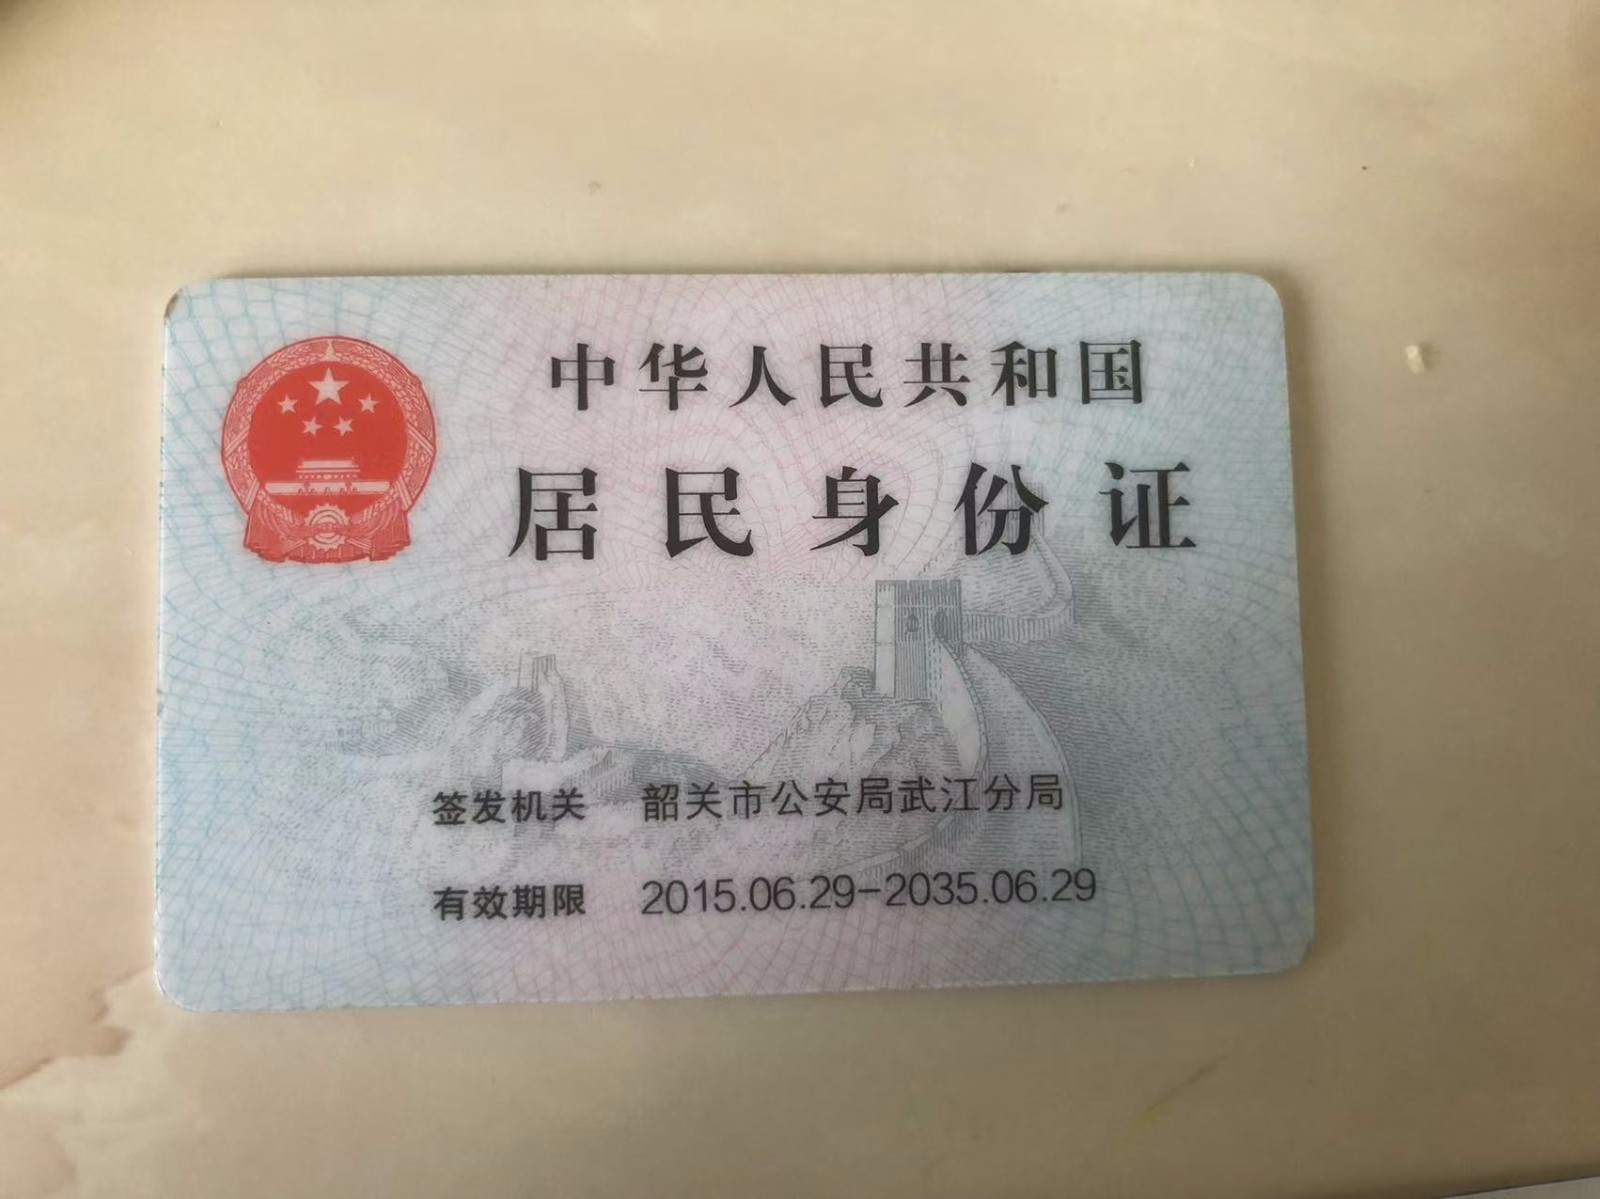 中华人民共和国
居民身份证
签发机关 韶关市公安局武江分局
有效期限 2015.06.29-2035.06.29